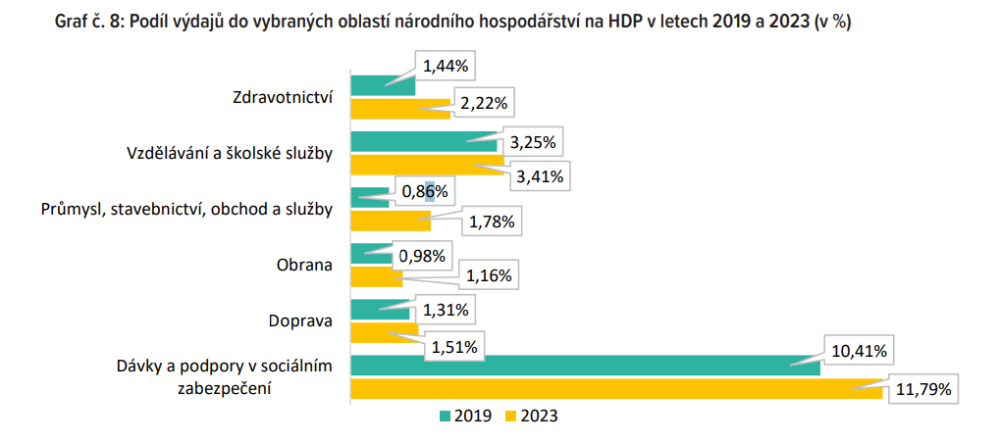 Graf č. 8: Podíl výdajů do vybraných oblastí národního hospodářství na HDP v letech 2019 a 2023 (v %)
Zdravotnictví
1,44%
2,22%
Vzdělávání a školské služby
3,25%
3,41%
Průmysl, stavebnictví, obchod a služby
0,86%
1,78%
Obrana
0,98%
1,16%
Doprava
1,31%
1,51%
Dávky a podpory v sociálním
zabezpečení
10,41%
11,79%
2019 2023